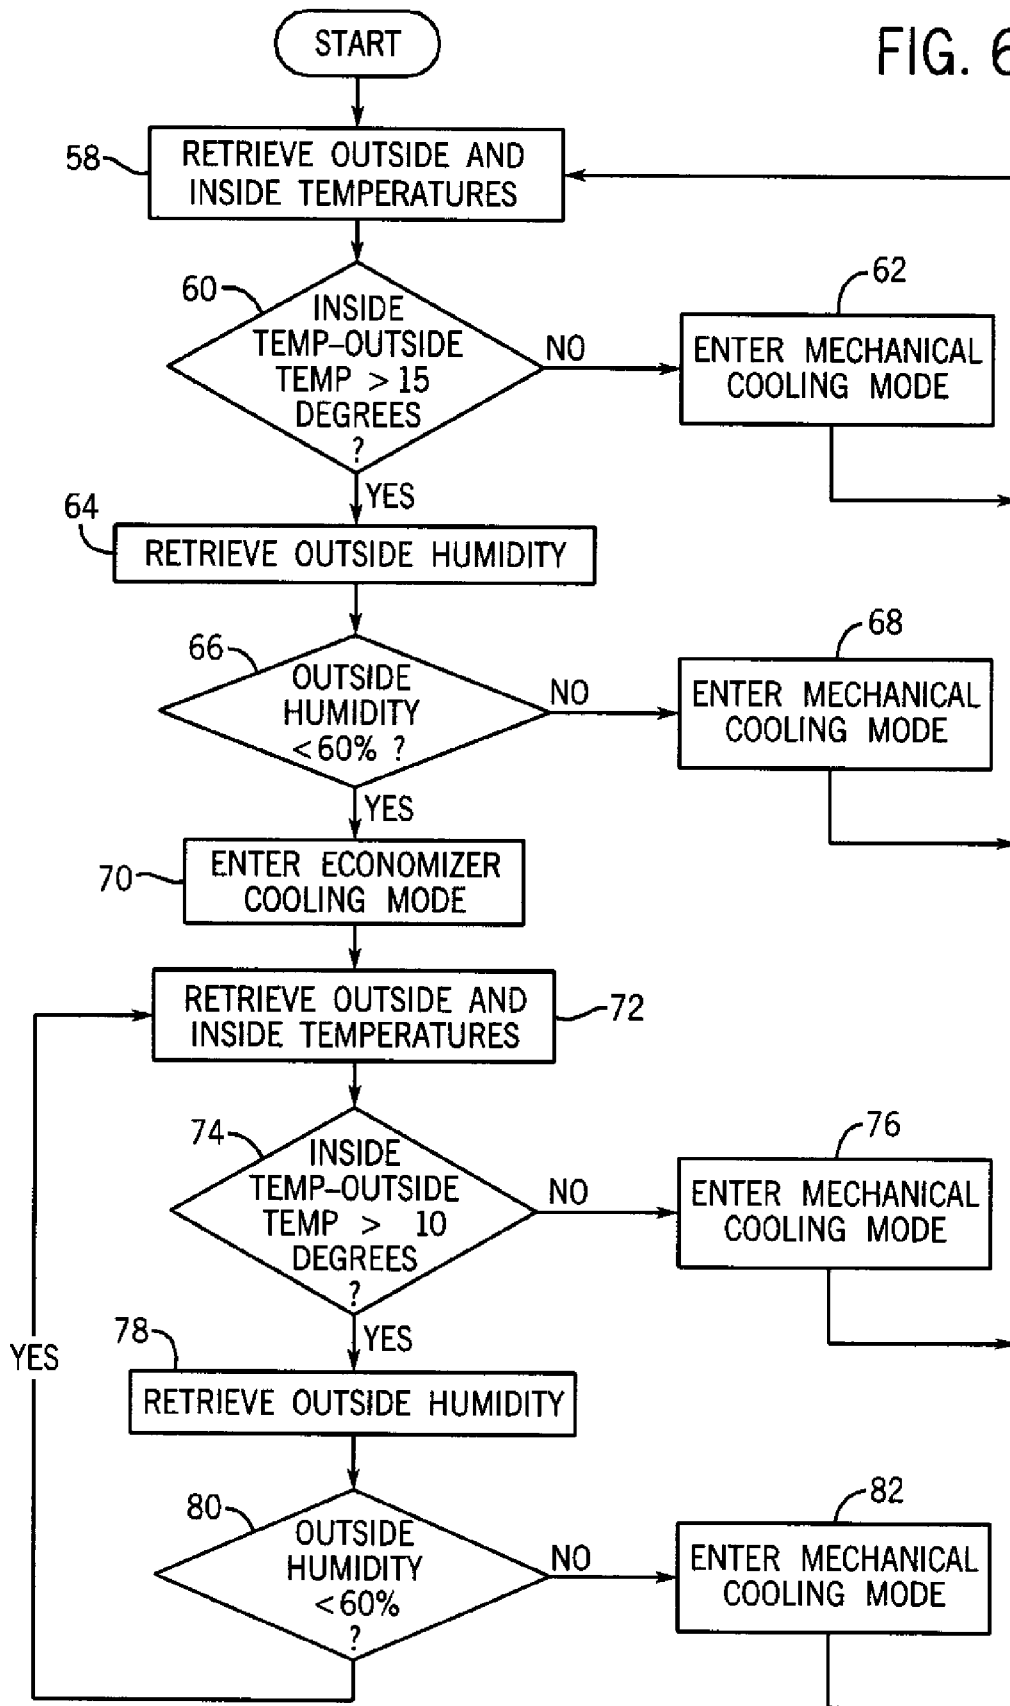 START
FIG. 6
58
RETRIEVE OUTSIDE AND
INSIDE TEMPERATURES
60
INSIDE
TEMP–OUTSIDE
TEMP > 15
DEGREES
?
NO
62
ENTER MECHANICAL
COOLING MODE
YES
64
RETRIEVE OUTSIDE HUMIDITY
66
OUTSIDE
HUMIDITY
<60% ?
NO
68
ENTER MECHANICAL
COOLING MODE
YES
70
ENTER ECONOMIZER
COOLING MODE
RETRIEVE OUTSIDE AND
INSIDE TEMPERATURES
72
74
INSIDE
TEMP–OUTSIDE
TEMP > 10
DEGREES
?
NO
76
ENTER MECHANICAL
COOLING MODE
YES
YES
78
RETRIEVE OUTSIDE HUMIDITY
80
OUTSIDE
HUMIDITY
<60%
?
NO
82
ENTER MECHANICAL
COOLING MODE